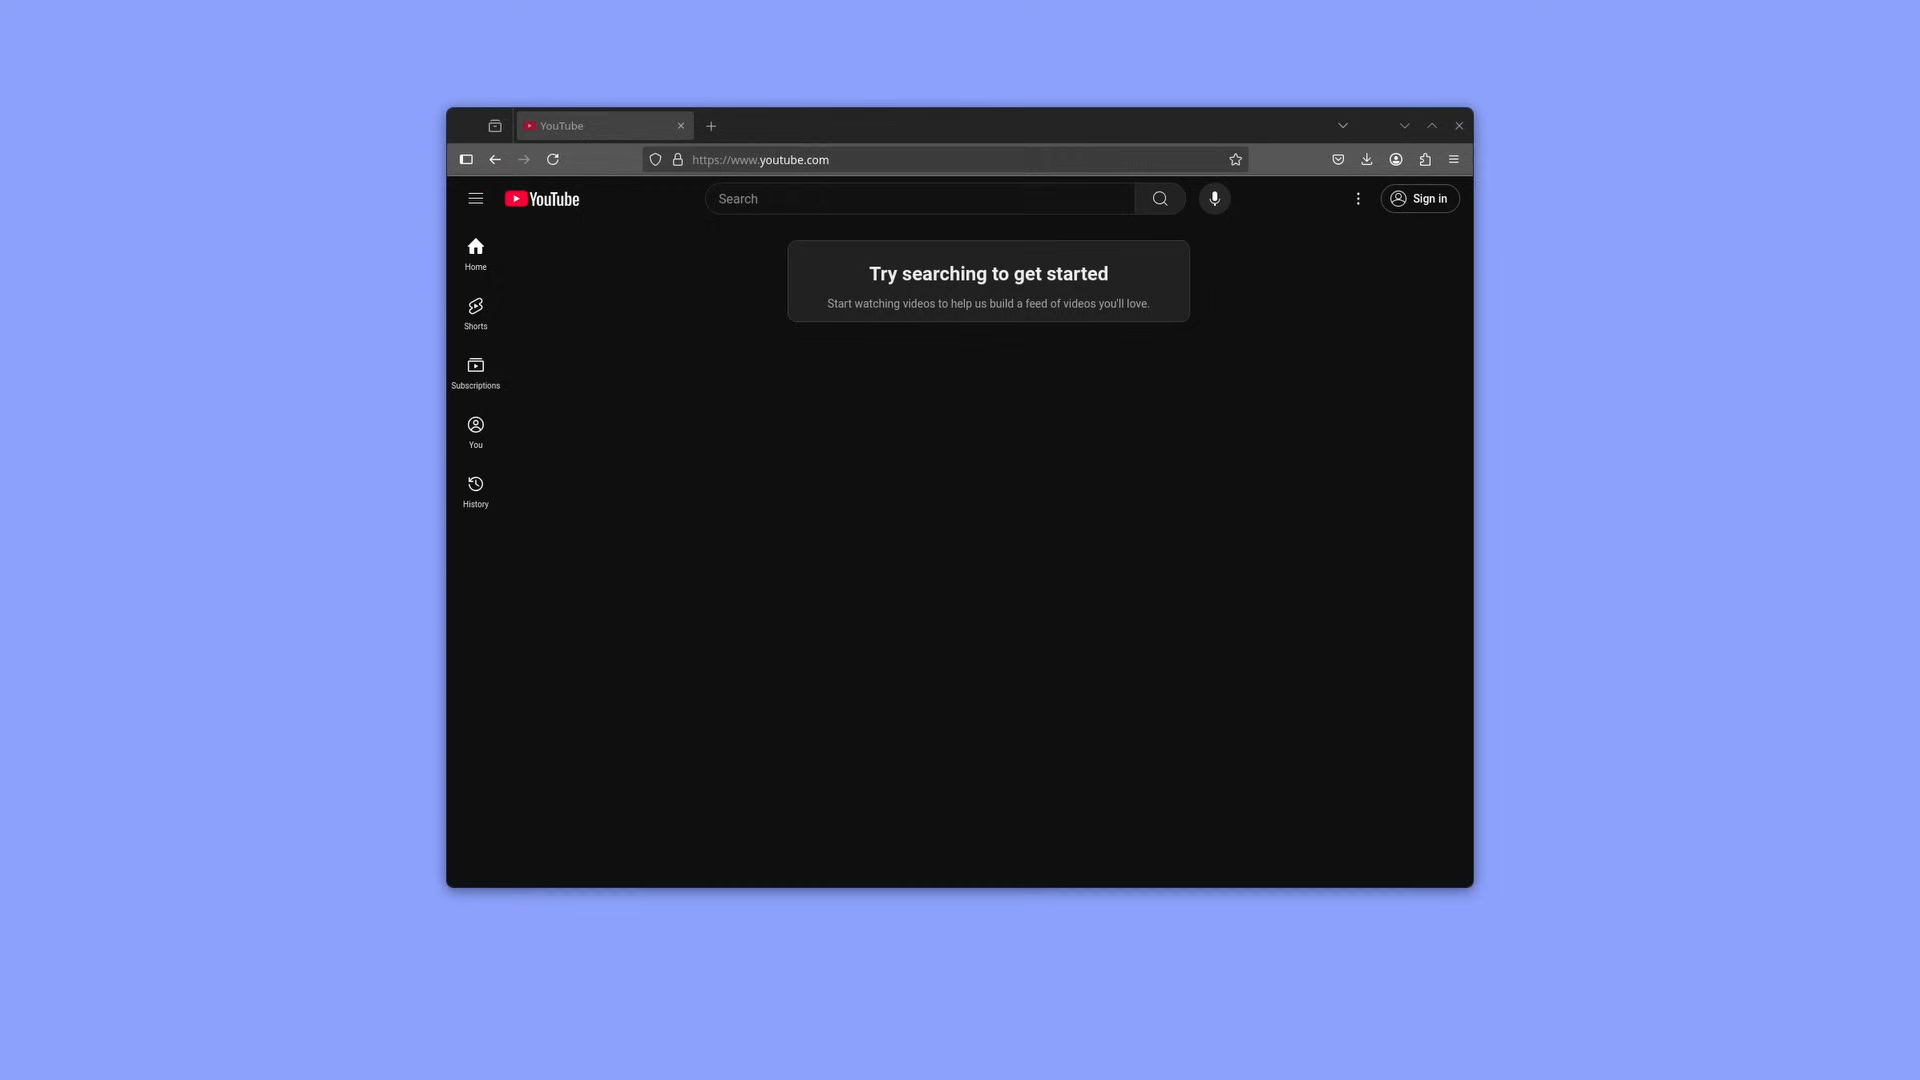 YouTube
https://www.youtube.com
YouTube
Search
Sign in
Home
Shorts
Subscriptions
You
History
Try searching to get started
Start watching videos to help us build a feed of videos you'll love.